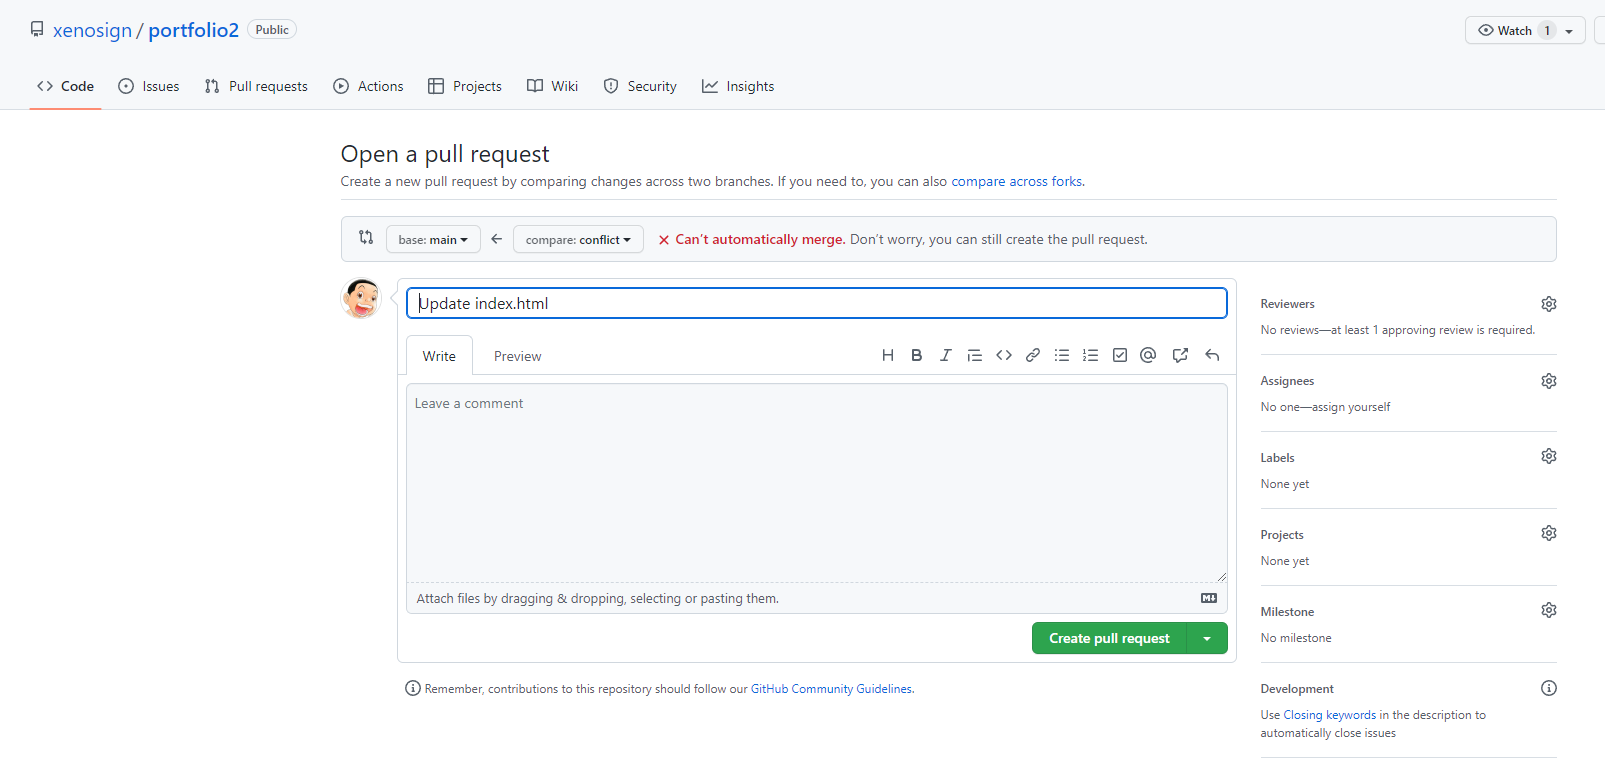 xenosign / portfolio2 Public
Watch 1
Code Issues Pull requests Actions Projects Wiki Security Insights
Open a pull request
Create a new pull request by comparing changes across two branches. If you need to, you can also compare across forks.
base: main compare: conflict Can't automatically merge. Don't worry, you can still create the pull request.
Update index.html
Write Preview
Leave a comment
Attach files by dragging & dropping, selecting or pasting them.
Create pull request
Remember, contributions to this repository should follow our GitHub Community Guidelines.
Reviewers
No reviews—at least 1 approving review is required.
Assignees
No one—assign yourself
Labels
None yet
Projects
None yet
Milestone
No milestone
Development
Use Closing keywords in the description to
automatically close issues